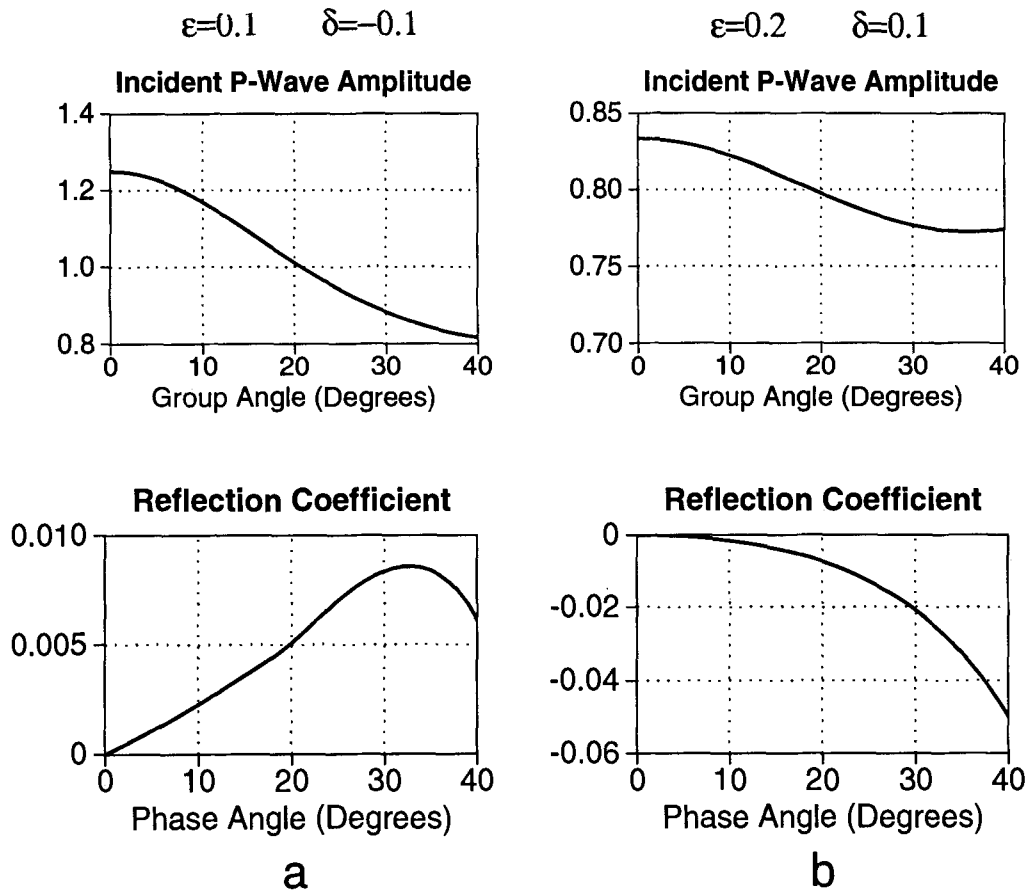 ε=0.1 δ=−0.1
Incident P-Wave Amplitude
1.4
1.2
1.0
0.8
0 10 20 30 40
Group Angle (Degrees)
Reflection Coefficient
0.010
0.005
0
0 10 20 30 40
Phase Angle (Degrees)
a
ε=0.2 δ=0.1
Incident P-Wave Amplitude
0.85
0.80
0.75
0.70
0 10 20 30 40
Group Angle (Degrees)
Reflection Coefficient
0
-0.02
-0.04
-0.06
0 10 20 30 40
Phase Angle (Degrees)
b